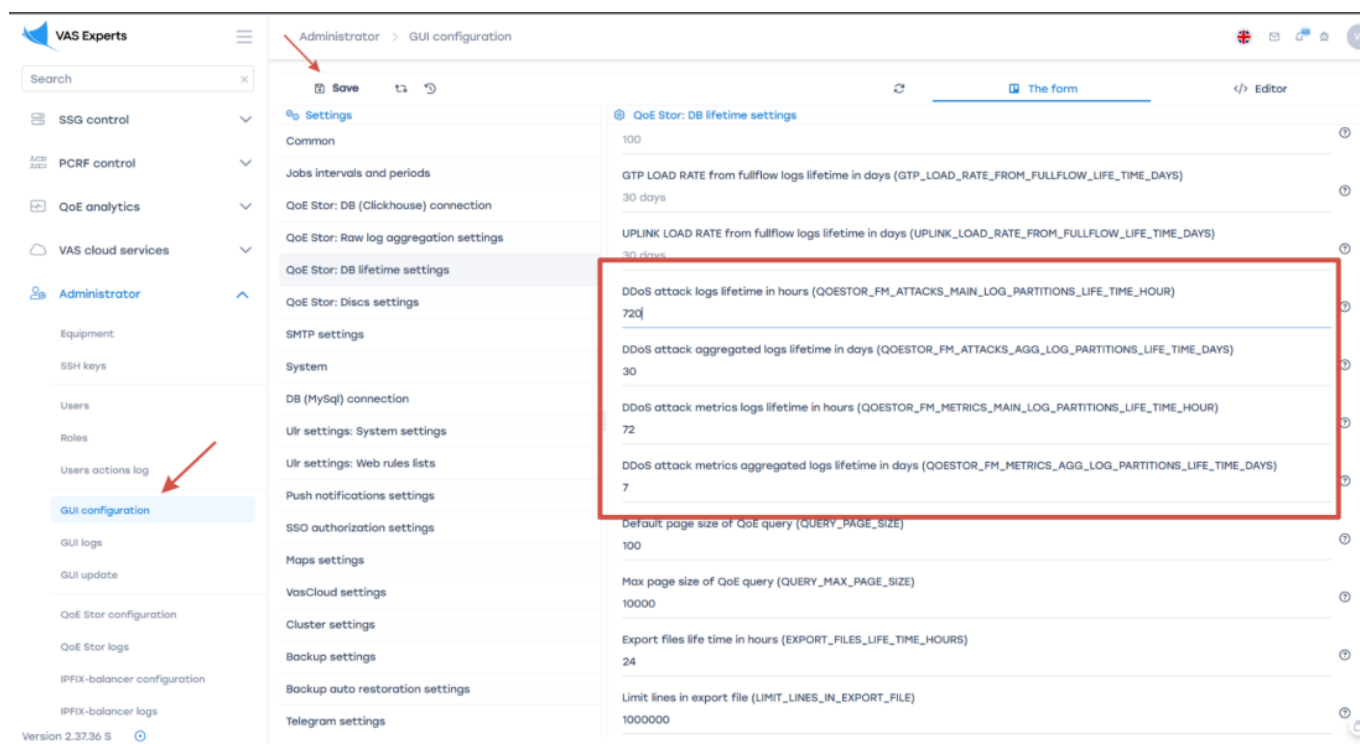 VAS Experts
Administrator > GUI configuration
Search
Save
The form
</> Editor
SSG control
PCRF control
QoE analytics
VAS cloud services
Administrator
Equipment
SSH keys
Users
Roles
Users actions log
GUI configuration
GUI logs
GUI update
QoE Stor configuration
QoE Stor logs
IPFIX-balancer configuration
IPFIX-balancer logs
Version 2.37.36 S
Settings
Common
Jobs intervals and periods
QoE Stor: DB (Clickhouse) connection
QoE Stor: Raw log aggregation settings
QoE Stor: DB lifetime settings
QoE Stor: Discs settings
SMTP settings
System
DB (MySql) connection
Ulr settings: System settings
Ulr settings: Web rules lists
Push notifications settings
SSO authorization settings
Maps settings
VasCloud settings
Cluster settings
Backup settings
Backup auto restoration settings
Telegram settings
QoE Stor: DB lifetime settings
100
GTP LOAD RATE from fullflow logs lifetime in days (GTP_LOAD_RATE_FROM_FULLFLOW_LIFE_TIME_DAYS)
30 days
UPLINK LOAD RATE from fullflow logs lifetime in days (UPLINK_LOAD_RATE_FROM_FULLFLOW_LIFE_TIME_DAYS)
30 days
DDoS attack logs lifetime in hours (QOESTOR_FM_ATTACKS_MAIN_LOG_PARTITIONS_LIFE_TIME_HOUR)
720
DDoS attack aggregated logs lifetime in days (QOESTOR_FM_ATTACKS_AGG_LOG_PARTITIONS_LIFE_TIME_DAYS)
30
DDoS attack metrics logs lifetime in hours (QOESTOR_FM_METRICS_MAIN_LOG_PARTITIONS_LIFE_TIME_HOUR)
72
DDoS attack metrics aggregated logs lifetime in days (QOESTOR_FM_METRICS_AGG_LOG_PARTITIONS_LIFE_TIME_DAYS)
7
Default page size of QoE query (QUERY_PAGE_SIZE)
100
Max page size of QoE query (QUERY_MAX_PAGE_SIZE)
10000
Export files life time in hours (EXPORT_FILES_LIFE_TIME_HOURS)
24
Limit lines in export file (LIMIT_LINES_IN_EXPORT_FILE)
1000000